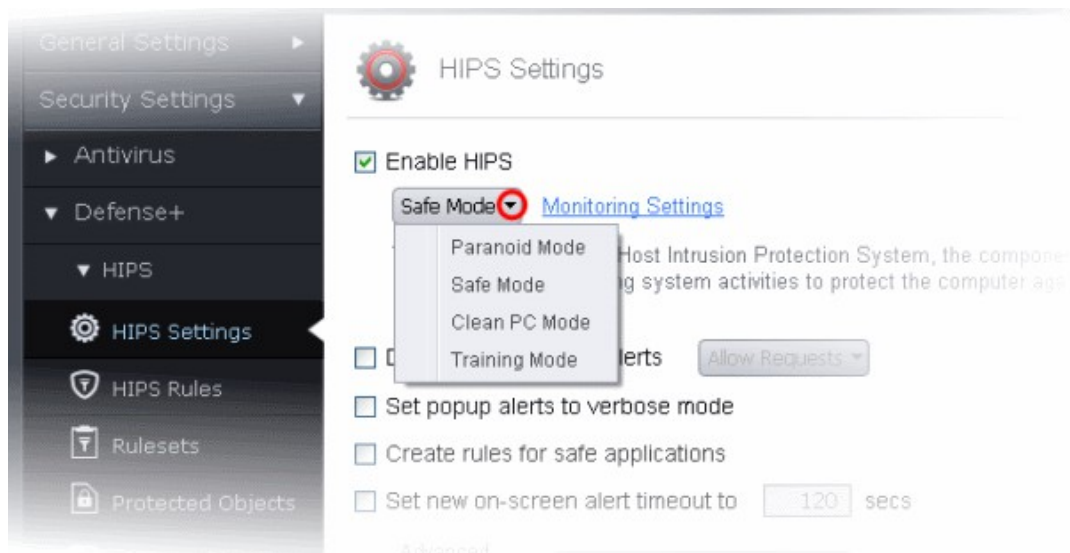 General Settings
Security Settings
Antivirus
Defense+
HIPS
HIPS Settings
HIPS Rules
Rulesets
Protected Objects
HIPS Settings
Enable HIPS
Safe Mode Monitoring Settings
Paranoid Mode
Safe Mode
Clean PC Mode
Training Mode
Host Intrusion Protection System, the
system activities to protect the computer
Allow Requests
Set popup alerts to verbose mode
Create rules for safe applications
Set new on-screen alert timeout to 120 secs
Advanced